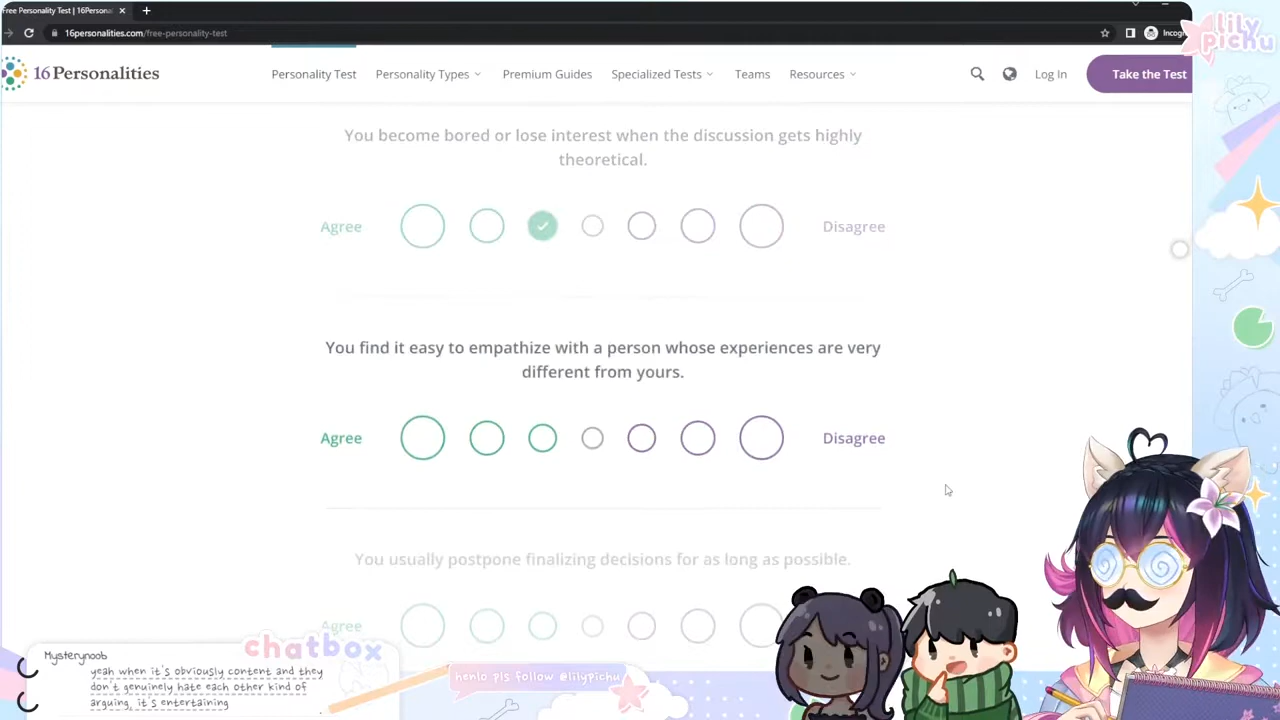 Free Personality Test | 16Persona
16personalities.com/free-personality-test
Incogn
lily
pichu
16Personalities
Personality Test
Personality Types
Premium Guides
Specialized Tests
Teams
Resources
Log In
Take the Test
You become bored or lose interest when the discussion gets highly
theoretical.
Agree
Disagree
You find it easy to empathize with a person whose experiences are very
different from yours.
Agree
Disagree
You usually postpone finalizing decisions for as long as possible.
Agree
chatbox
Mysterynoob
yeah when it's obviously content and they
don't genuinely hate each other kind of
arguing, it's entertaining
henlo pls follow @lilypichu